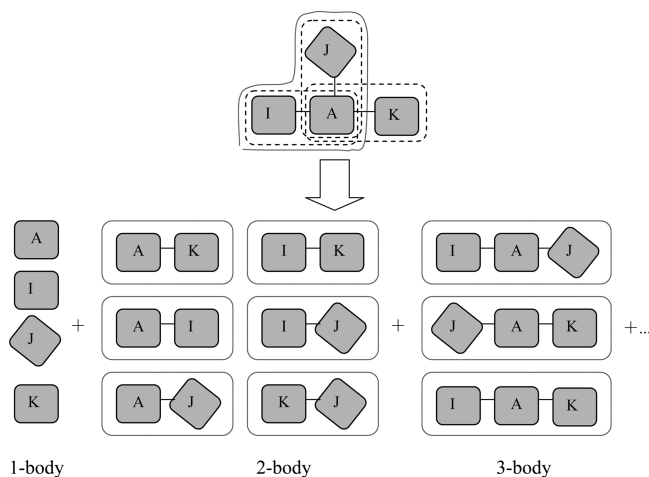 J
I A K
A A K I K I A J
I
J + A I I J + J A K +...
K A J K J I A K
1-body 2-body 3-body